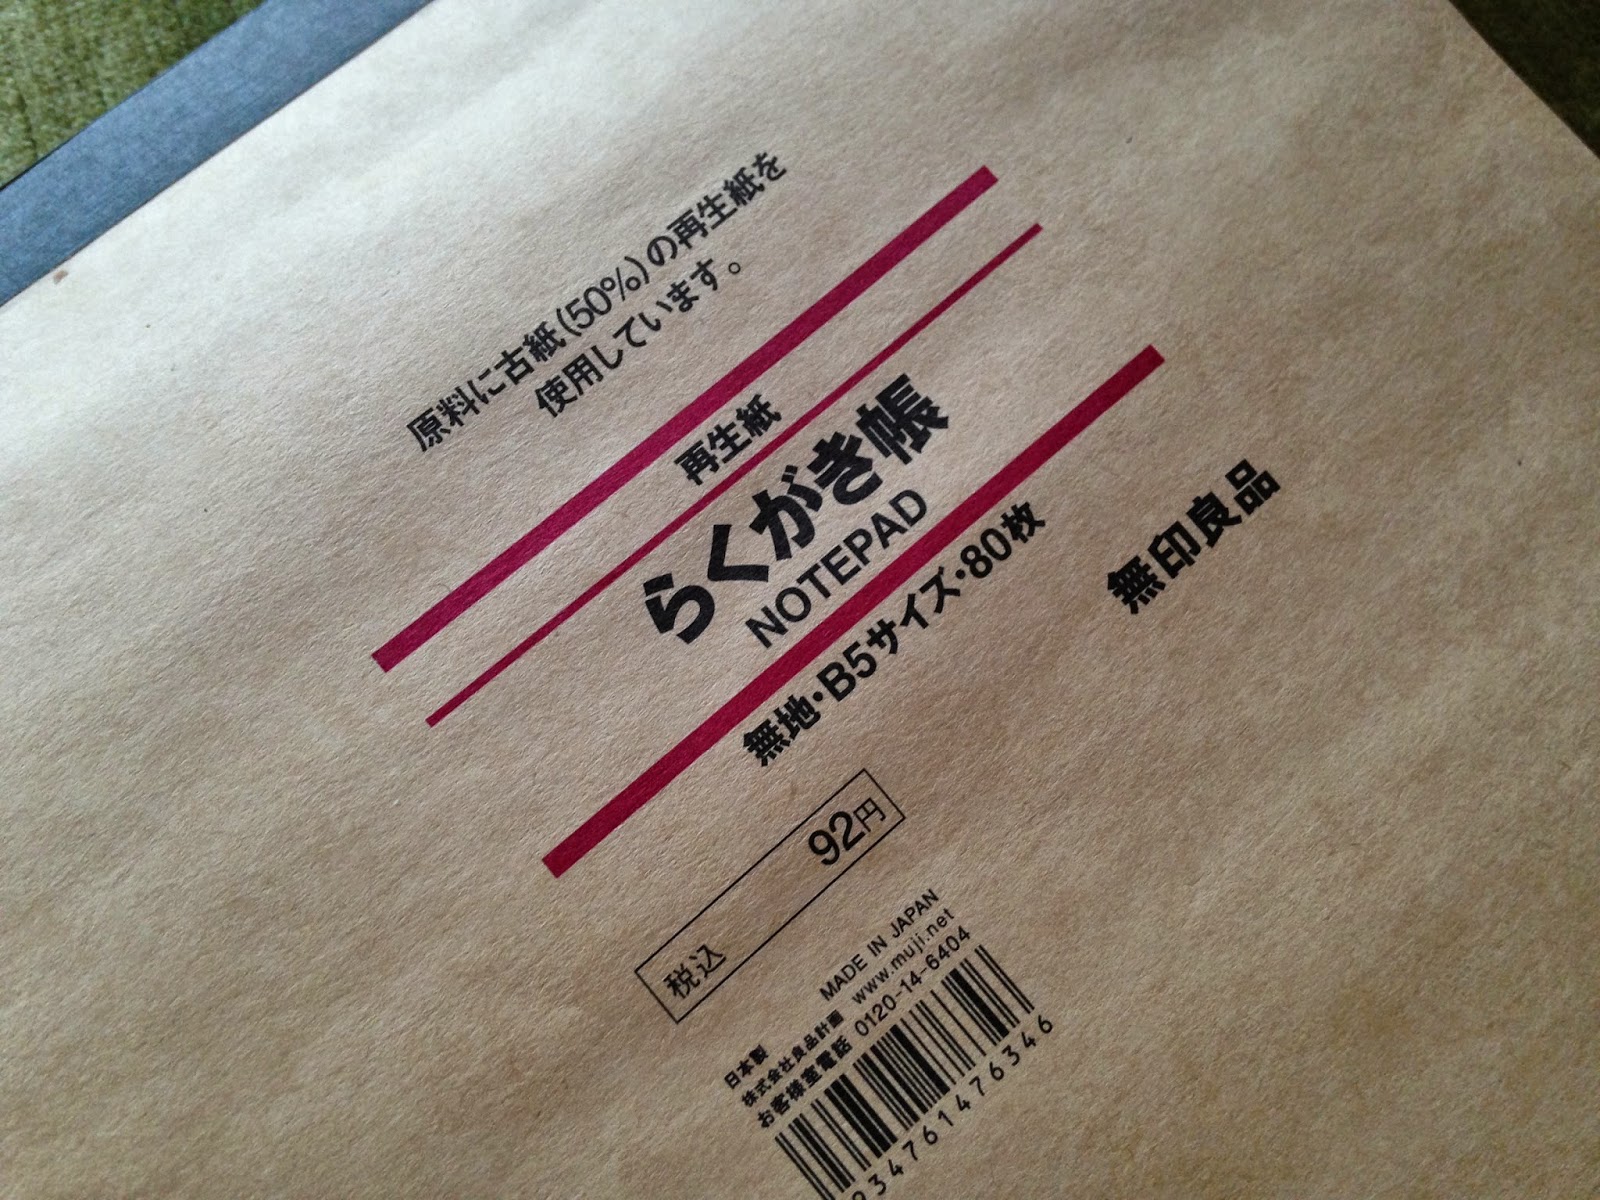 原料に古紙(50%)の再生紙を
使用しています。
再生紙
らくがき帳
NOTEPAD
無地・B5サイズ・80枚
無印良品
税込 92円
日本製 MADE IN JAPAN
株式会社良品計画 www.muji.net
お客様室電話 0120-14-6404
934761476346